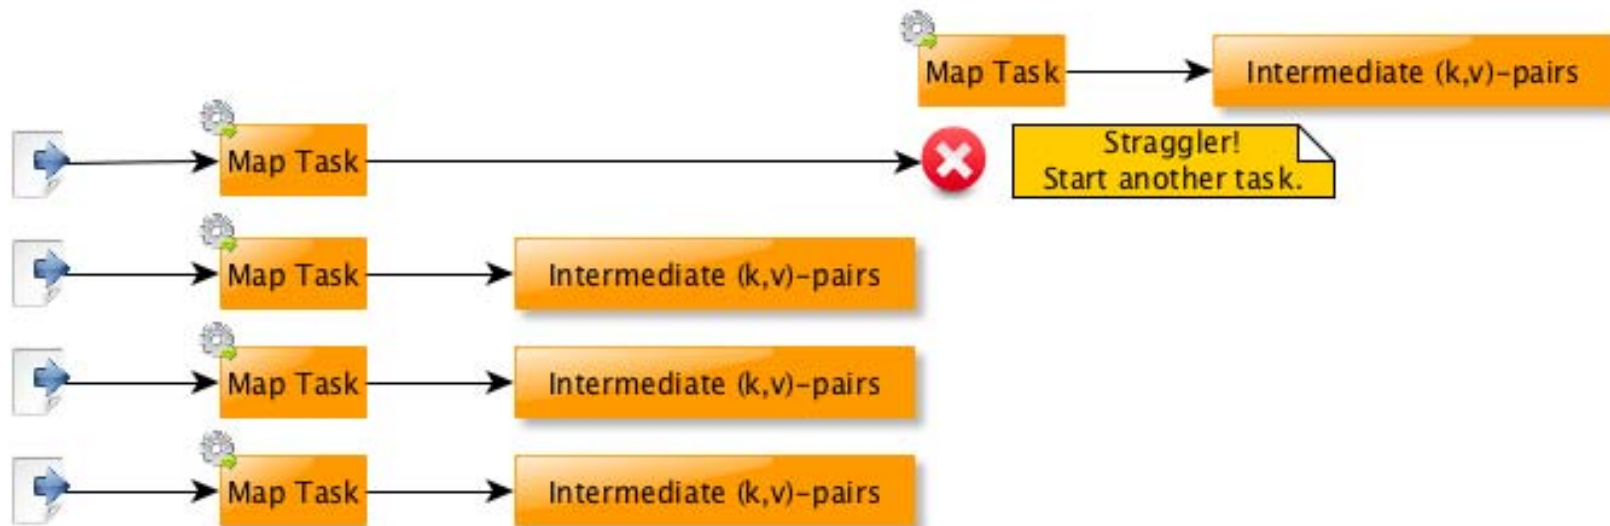 Map Task
Intermediate (k,v)-pairs
Map Task
Straggler!
Start another task.
Map Task
Intermediate (k,v)-pairs
Map Task
Intermediate (k,v)-pairs
Map Task
Intermediate (k,v)-pairs